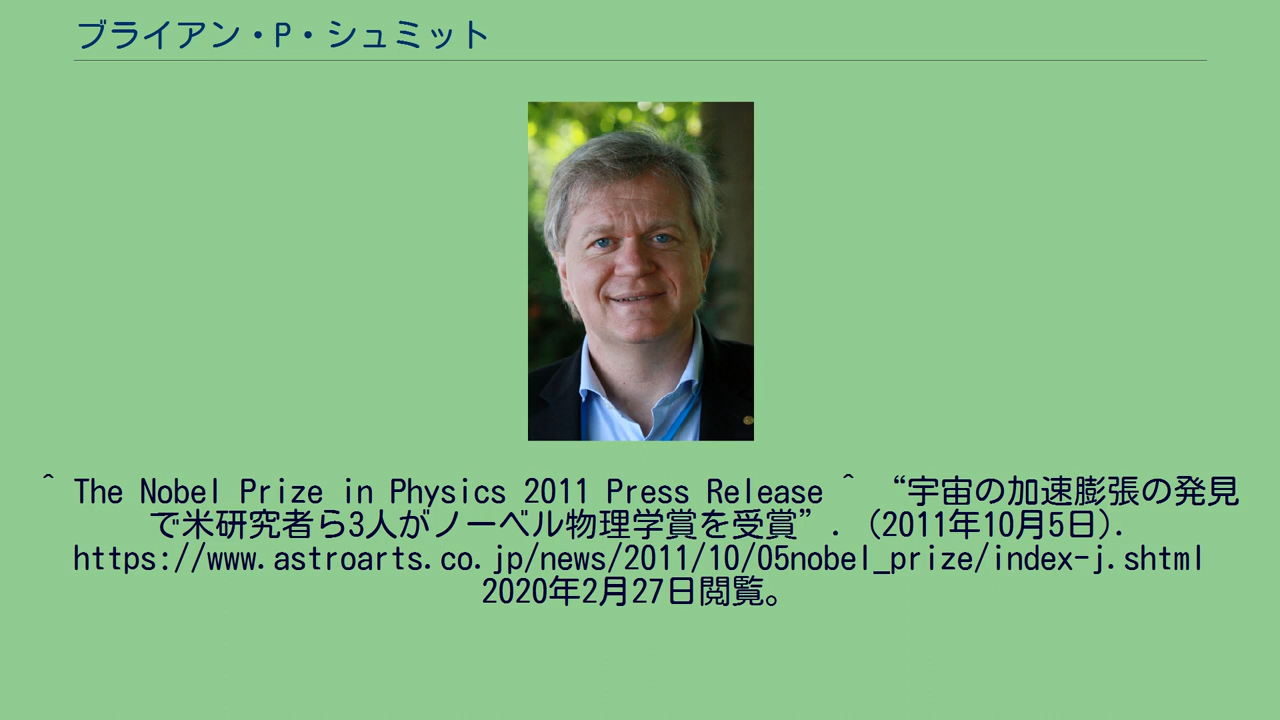 ブライアン・P・シュミット
^ The Nobel Prize in Physics 2011 Press Release ^ “宇宙の加速膨張の発見
で米研究者ら3人がノーベル物理学賞を受賞”. (2011年10月5日).
https://www.astroarts.co.jp/news/2011/10/05nobel_prize/index-j.shtml
2020年2月27日閲覧。